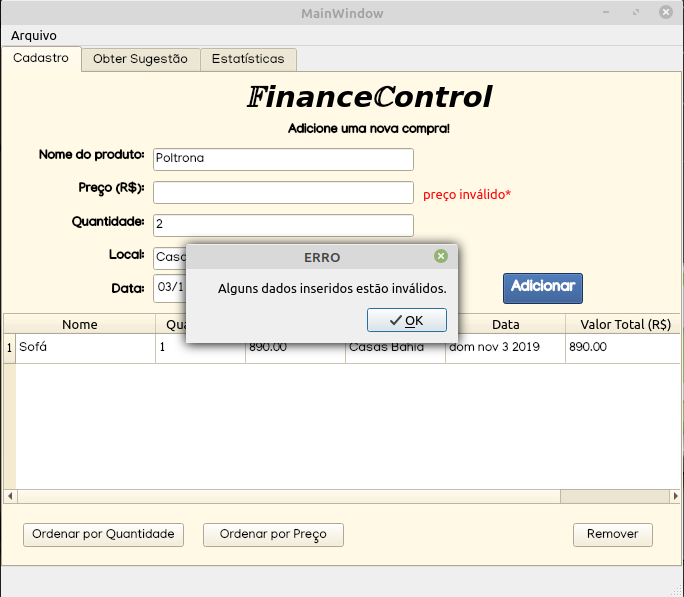 MainWindow
Arquivo
Cadastro Obter Sugestão Estatísticas
𝔽inanceℂontrol
Adicione uma nova compra!
Nome do produto: Poltrona
Preço (R$): preço inválido*
Quantidade: 2
Local: Casa
Data: 03/1
Adicionar
ERRO
Alguns dados inseridos estão inválidos.
OK
Nome Qua Data Valor Total (R$)
1 Sofá 1 890.00 Casas Bahia dom nov 3 2019 890.00
Ordenar por Quantidade Ordenar por Preço Remover